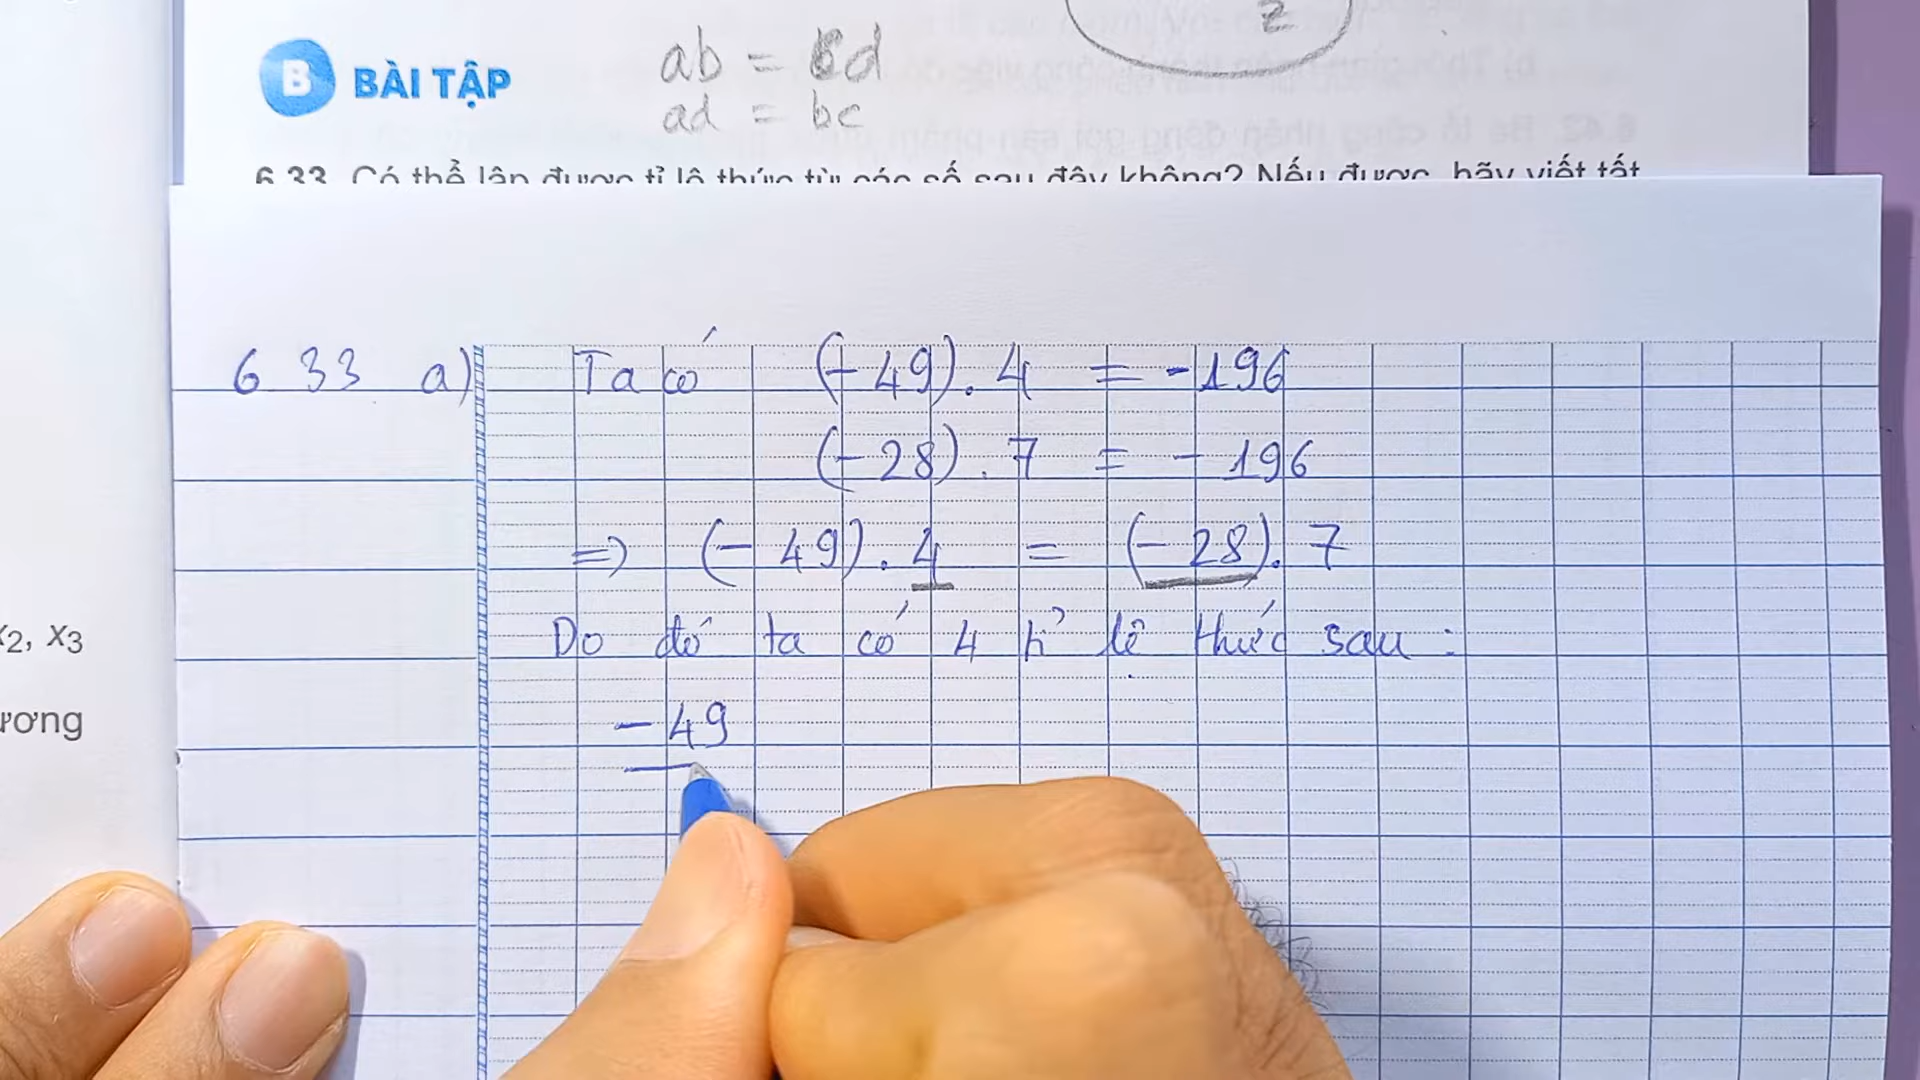 z
B BÀI TẬP
ab = cd
ad = bc
6.33. Có thể lập được tỉ lệ thức từ các số sau đây không? Nếu được, hãy viết tất
6 33 a) Ta có (-49).4 = -196
(-28).7 = -196
=> (-49).4 = (-28).7
Do đó ta có 4 tỉ lệ thức sau:
-49
x2, x3
ương